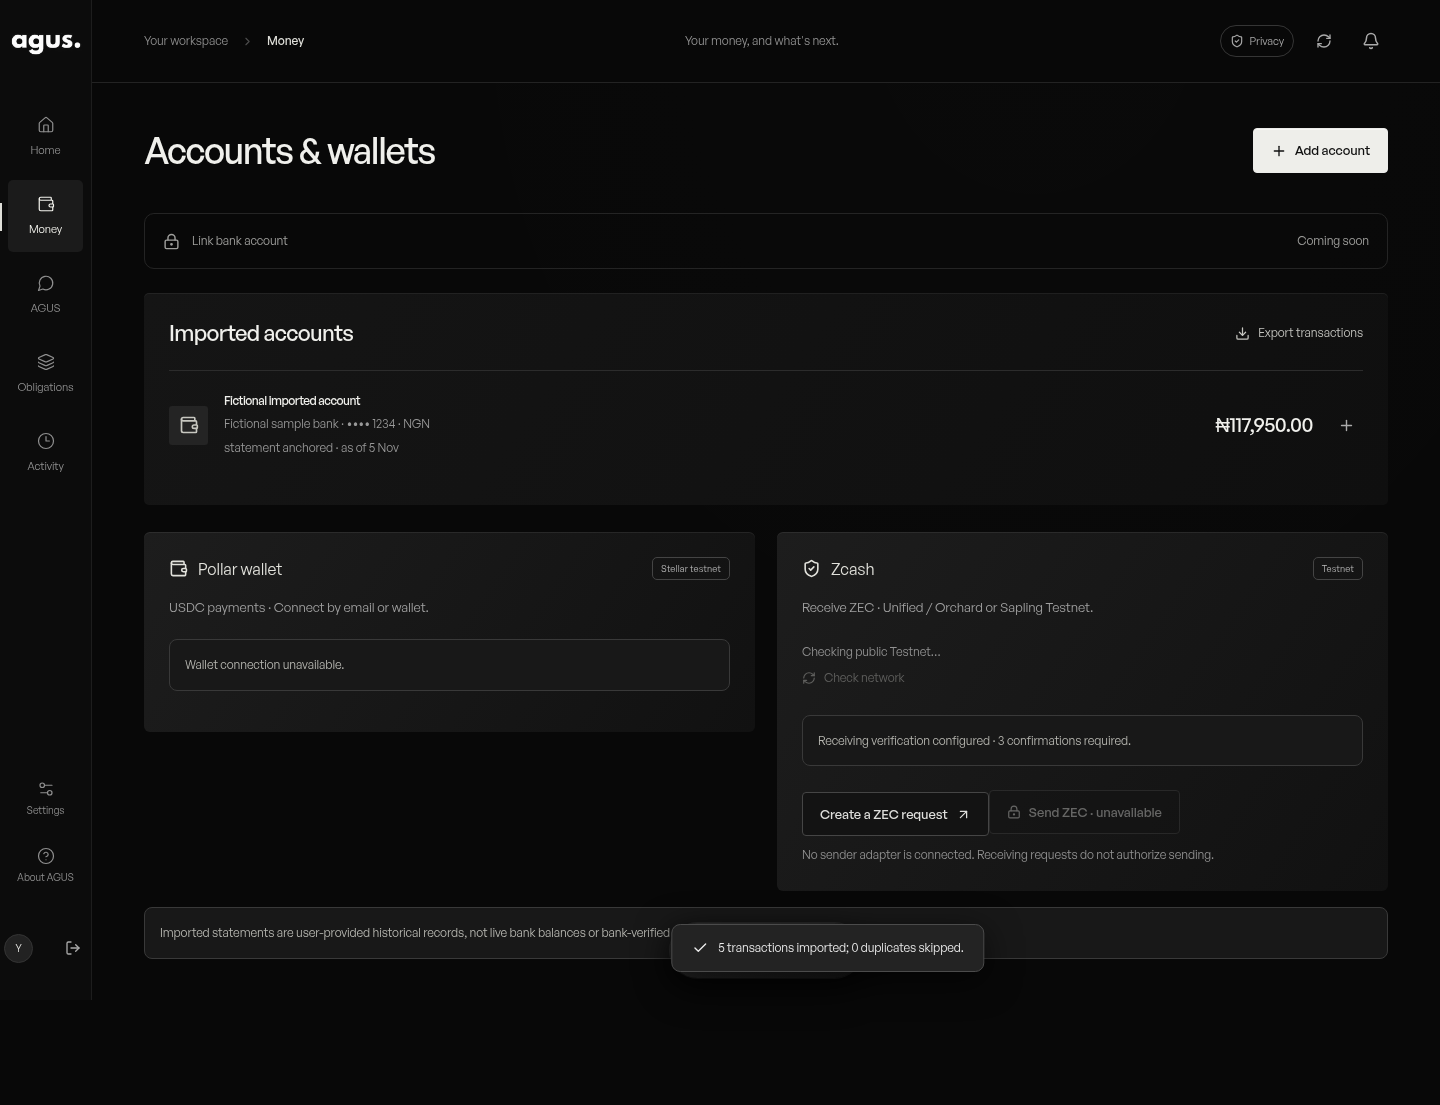 agus.
Your workspace > Money
Your money, and what's next.
Privacy
Home
Money
AGUS
Obligations
Activity
Settings
About AGUS
Y
Accounts & wallets
Add account
Link bank account
Coming soon
Imported accounts
Export transactions
Fictional imported account
Fictional sample bank · •••• 1234 · NGN
statement anchored · as of 5 Nov
₦117,950.00
Pollar wallet
Stellar testnet
USDC payments · Connect by email or wallet.
Wallet connection unavailable.
Zcash
Testnet
Receive ZEC · Unified / Orchard or Sapling Testnet.
Checking public Testnet...
Check network
Receiving verification configured · 3 confirmations required.
Create a ZEC request
Send ZEC · unavailable
No sender adapter is connected. Receiving requests do not authorize sending.
Imported statements are user-provided historical records, not live bank balances or bank-verified
5 transactions imported; 0 duplicates skipped.